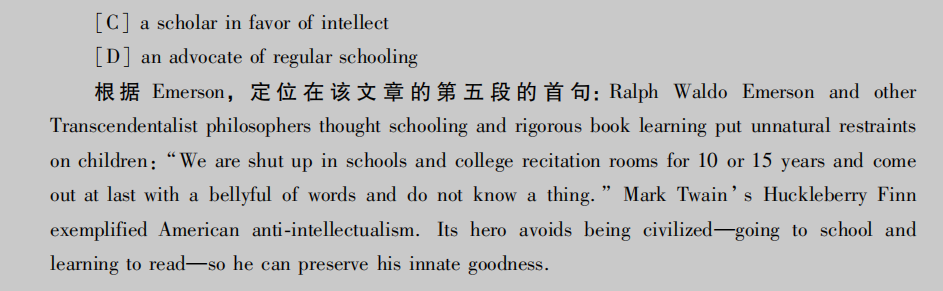 [C] a scholar in favor of intellect
[D] an advocate of regular schooling
根据 Emerson，定位在该文章的第五段的首句：Ralph Waldo Emerson and other
Transcendentalist philosophers thought schooling and rigorous book learning put unnatural restraints
on children：“We are shut up in schools and college recitation rooms for 10 or 15 years and come
out at last with a bellyful of words and do not know a thing.” Mark Twain’s Huckleberry Finn
exemplified American anti-intellectualism. Its hero avoids being civilized—going to school and
learning to read—so he can preserve his innate goodness.